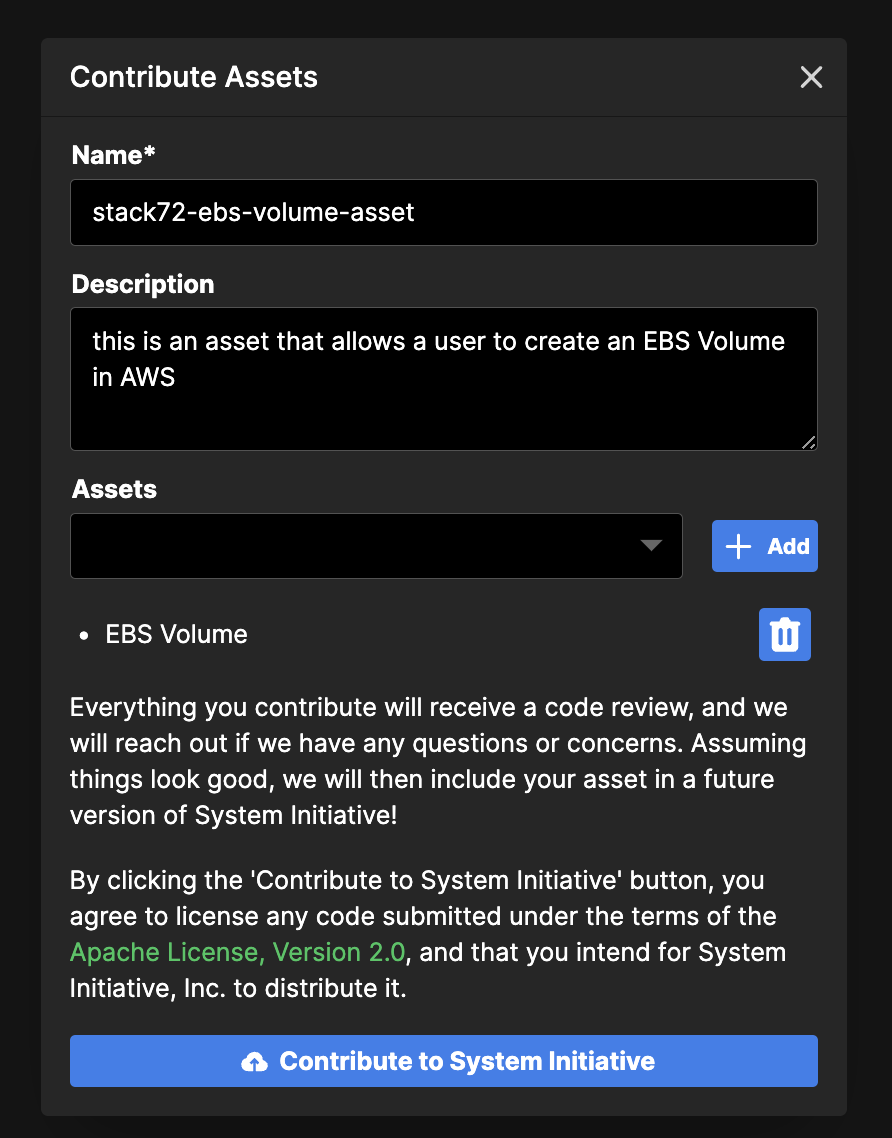 Contribute Assets
Name*
stack72-ebs-volume-asset
Description
this is an asset that allows a user to create an EBS Volume
in AWS
Assets
Add
EBS Volume
Everything you contribute will receive a code review, and we
will reach out if we have any questions or concerns. Assuming
things look good, we will then include your asset in a future
version of System Initiative!
By clicking the 'Contribute to System Initiative' button, you
agree to license any code submitted under the terms of the
Apache License, Version 2.0, and that you intend for System
Initiative, Inc. to distribute it.
Contribute to System Initiative